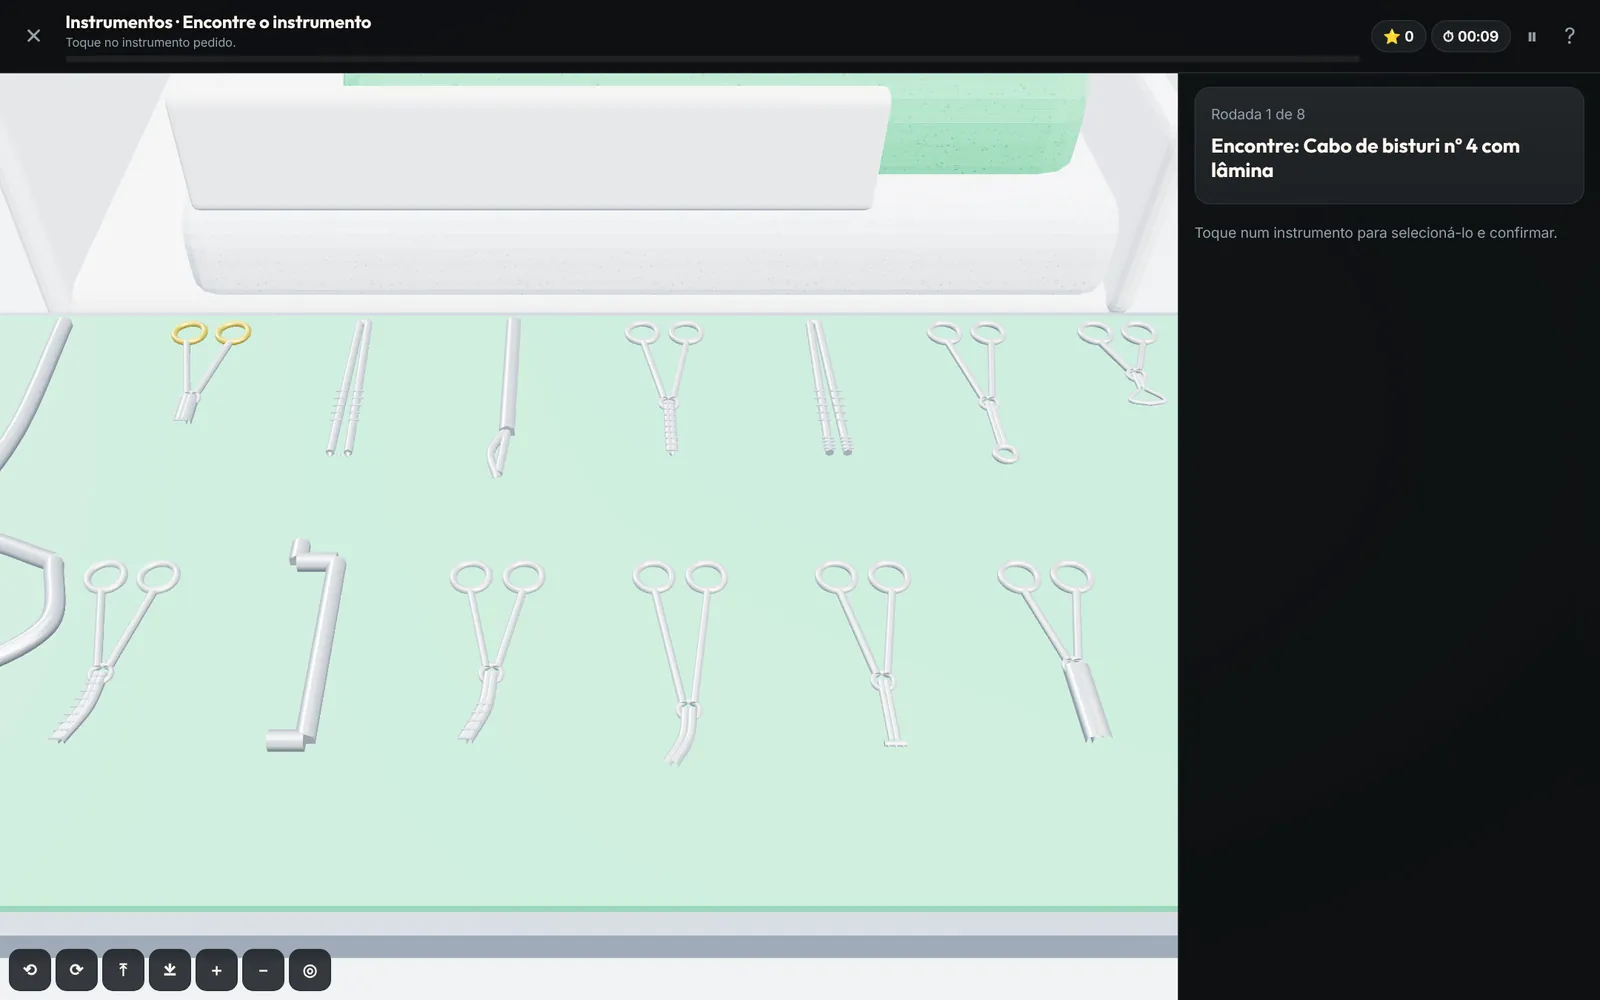 Instrumentos · Encontre o instrumento
Toque no instrumento pedido.
⭐ 0
⏱ 00:09
?
Rodada 1 de 8
Encontre: Cabo de bisturi nº 4 com
lâmina
Toque num instrumento para selecioná-lo e confirmar.